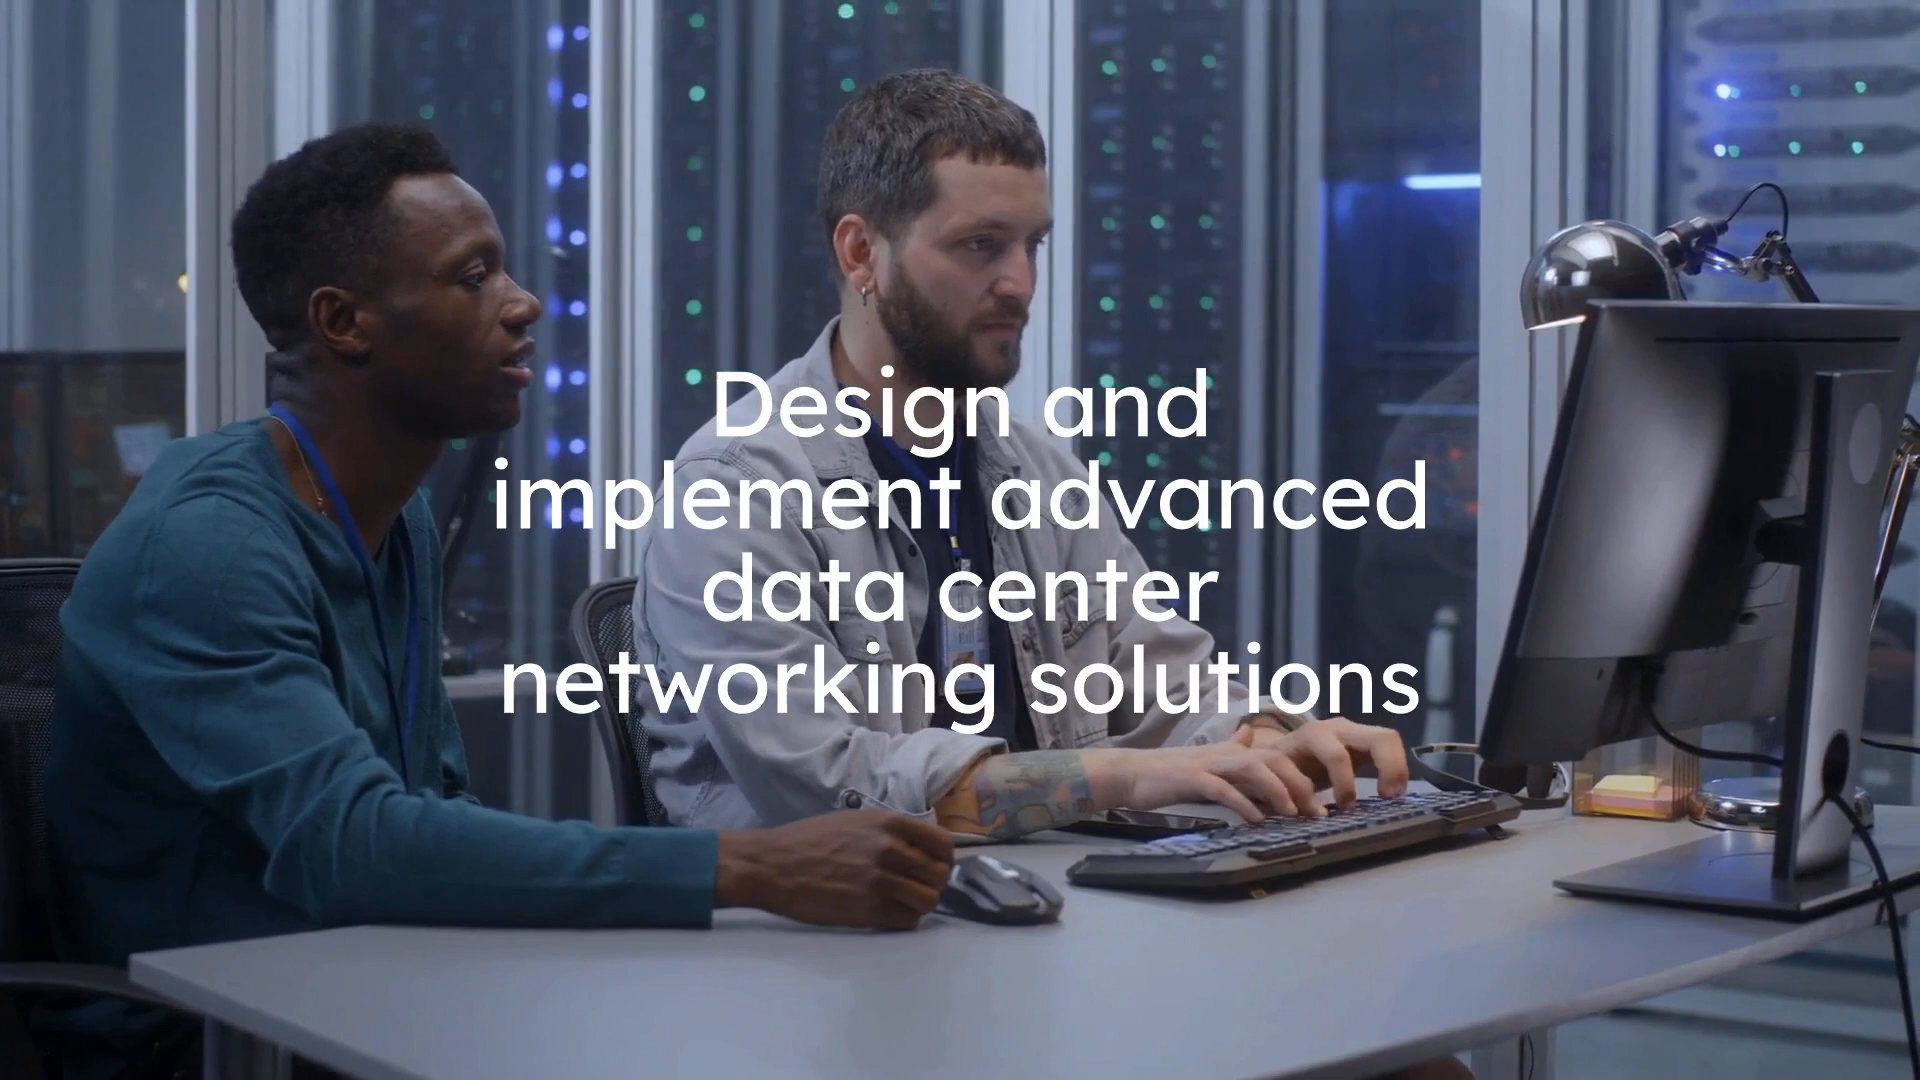 Design and
implement advanced
data center
networking solutions